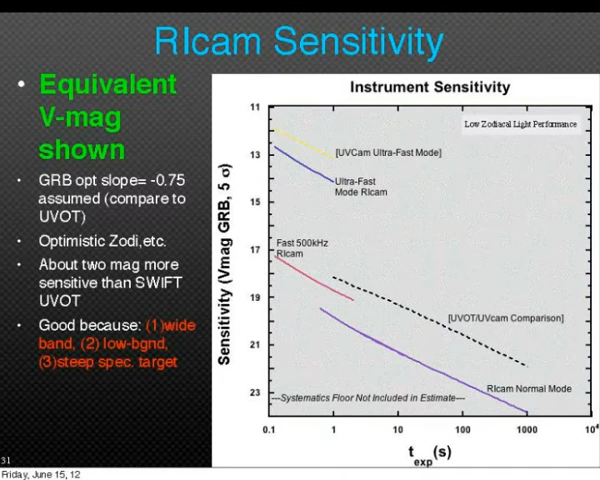 RIcam Sensitivity
• Equivalent
V-mag
shown
• GRB opt slope= -0.75
assumed (compare to
UVOT)
• Optimistic Zodi,etc.
• About two mag more
sensitive than SWIFT
UVOT
• Good because: (1)wide
band, (2) low-bgnd,
(3)steep spec. target
Instrument Sensitivity
Low Zodiacal Light Performance
[UVCam Ultra-Fast Mode]
Ultra-Fast
Mode RIcam
Fast 500kHz
RIcam
[UVOT/UVcam Comparison]
RIcam Normal Mode
---Systematics Floor Not Included in Estimate---
Sensitivity (Vmag GRB, 5 σ)
11
13
15
17
19
21
23
0.1 1 10 100 1000 10⁴
t_exp (s)
31
Friday, June 15, 12